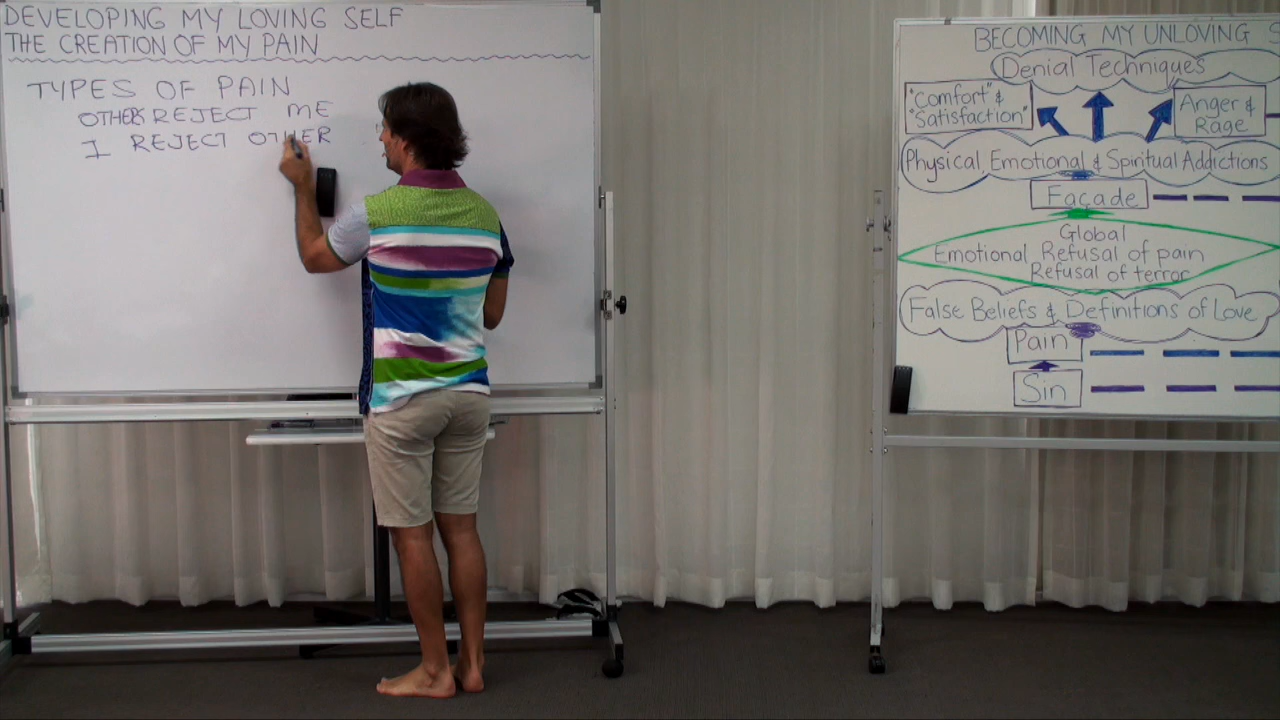 DEVELOPING MY LOVING SELF
THE CREATION OF MY PAIN
TYPES OF PAIN
OTHERS REJECT ME
I REJECT OTHER
BECOMING MY UNLOVING S
Denial Techniques
"Comfort" &
"Satisfaction"
Anger &
Rage
Physical, Emotional & Spiritual Addictions
Façade
Global
Emotional Refusal of pain
Refusal of terror
False Beliefs & Definitions of Love
Pain
Sin